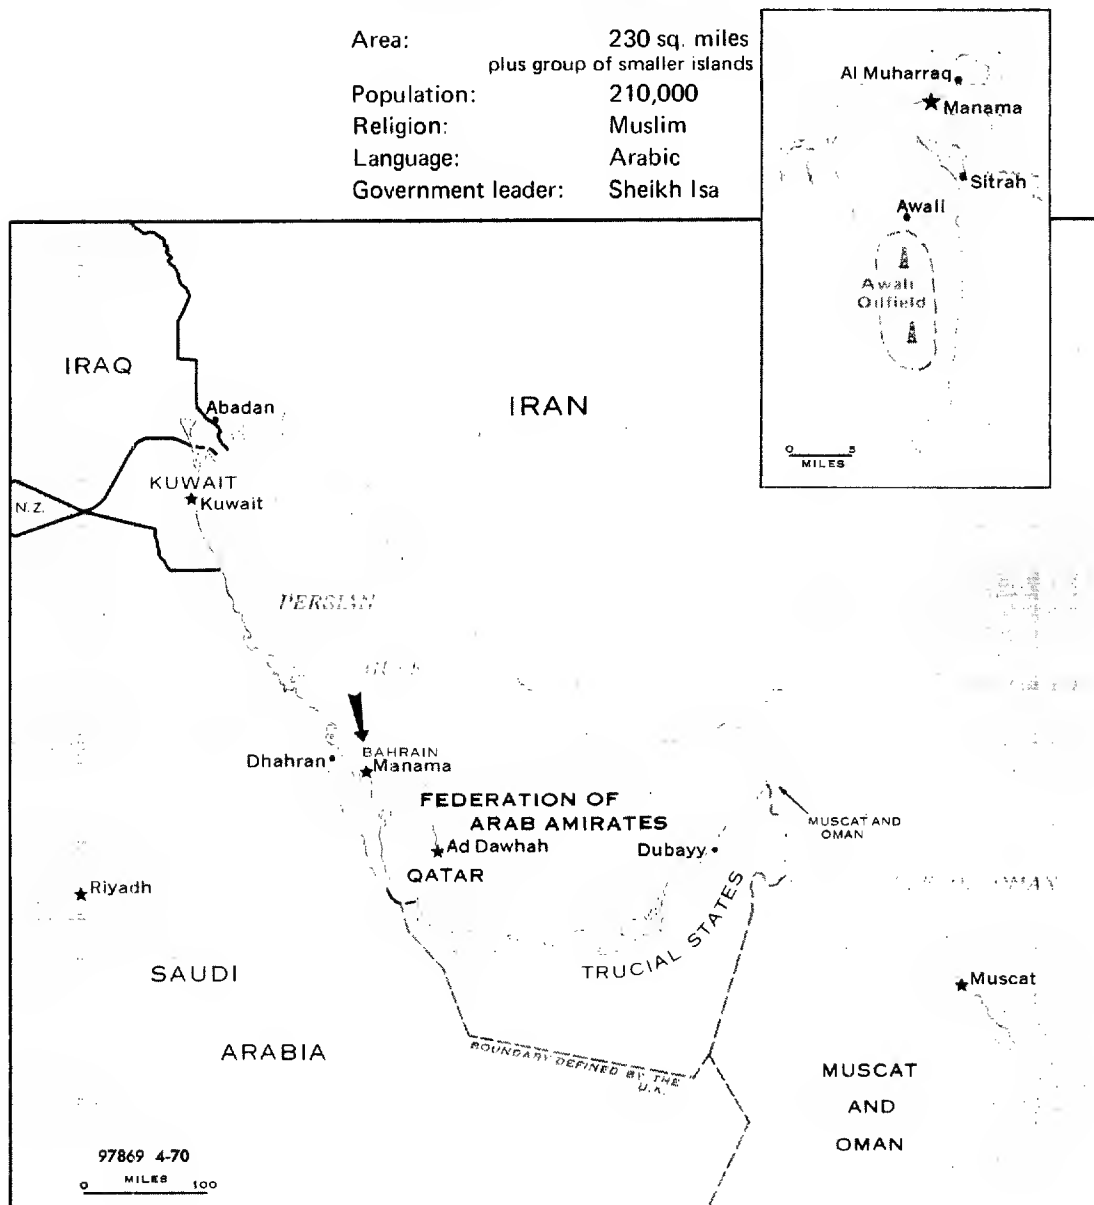 Area: 230 sq. miles
plus group of smaller islands
Population: 210,000
Religion: Muslim
Language: Arabic
Government leader: Sheikh Isa
Al Muharraq
Manama
Sitrah
Awali
Awali
Oilfield
0 5
MILES
IRAQ
IRAN
Abadan
KUWAIT
Kuwait
N.Z.
PERSIAN
BAHRAIN
Dhahran
Manama
FEDERATION OF
ARAB AMIRATES
MUSCAT AND
OMAN
Ad Dawhah
Dubayy
QATAR
Riyadh
OMAN
TRUCIAL STATES
SAUDI
ARABIA
Muscat
BOUNDARY DEFINED BY THE
U.K.
MUSCAT
AND
OMAN
97869 4-70
MILES
0 100